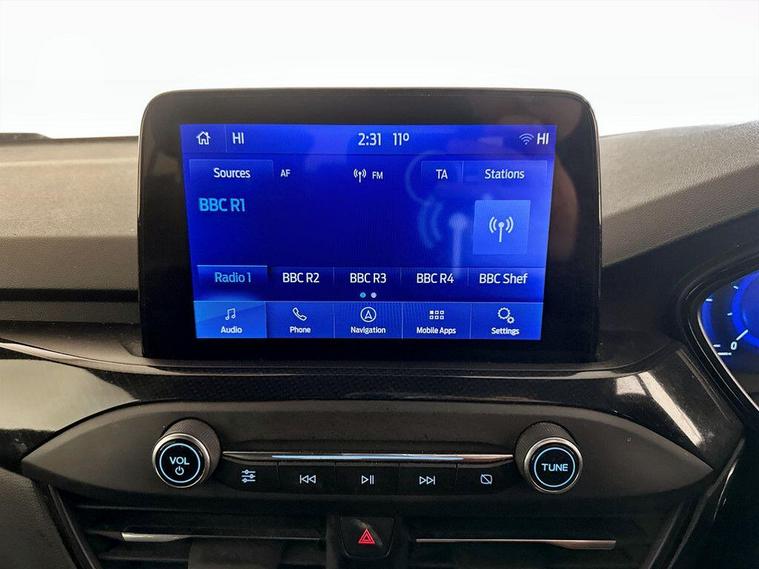 HI 2:31 11° HI
Sources AF FM TA Stations
BBC R1
Radio 1 BBC R2 BBC R3 BBC R4 BBC Shef
Audio Phone Navigation Mobile Apps Settings
VOL TUNE
0